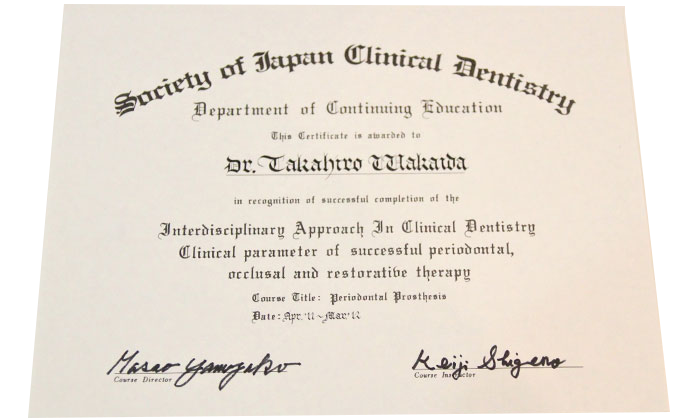 Society of Japan Clinical Dentistry
Department of Continuing Education
This Certificate is awarded to
Dr. Takahiro Wakaida
in recognition of successful completion of the
Interdisciplinary Approach In Clinical Dentistry
Clinical parameter of successful periodontal,
occlusal and restorative therapy
Course Title: Periodontal Prosthesis
Date: Apr.'11~Mar.'12
Masao Yamazaki
Course Director
Keiji Shigeno
Course Instructor